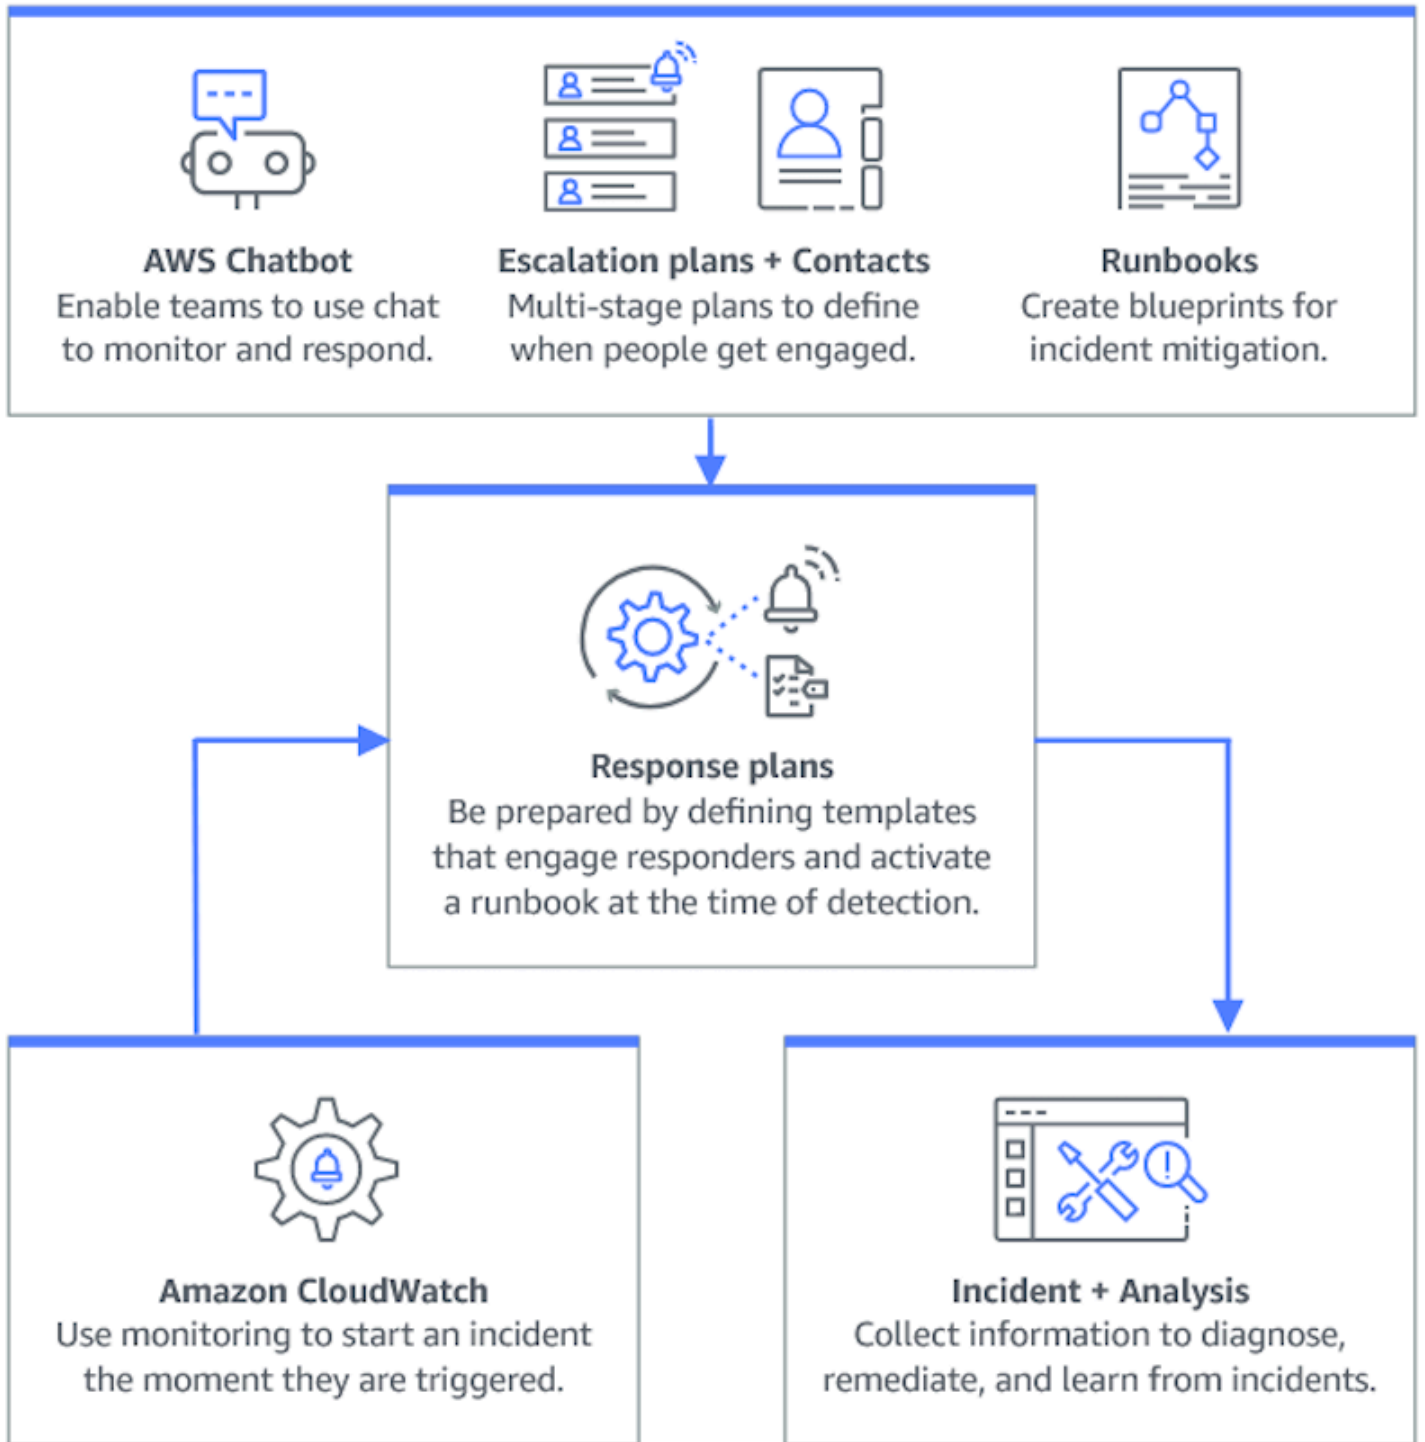 AWS Chatbot
Enable teams to use chat
to monitor and respond.
Escalation plans + Contacts
Multi-stage plans to define
when people get engaged.
Runbooks
Create blueprints for
incident mitigation.
Response plans
Be prepared by defining templates
that engage responders and activate
a runbook at the time of detection.
Amazon CloudWatch
Use monitoring to start an incident
the moment they are triggered.
Incident + Analysis
Collect information to diagnose,
remediate, and learn from incidents.